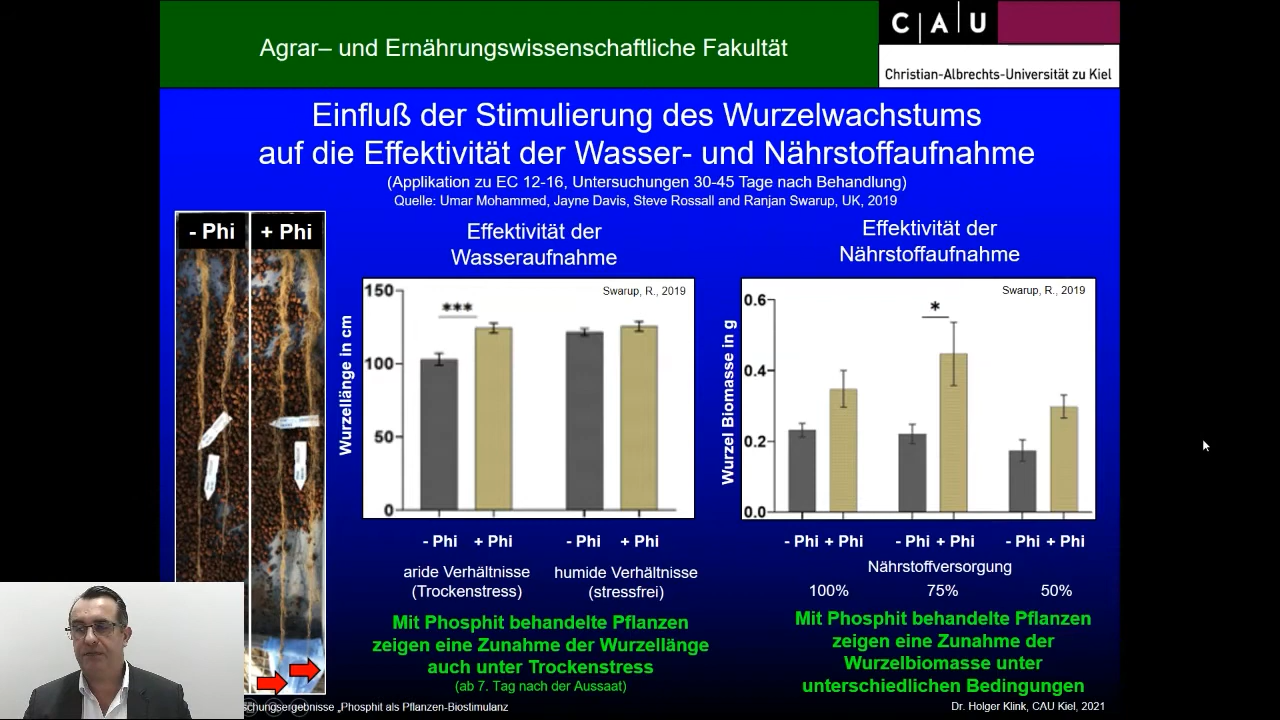 Agrar– und Ernährungswissenschaftliche Fakultät
C|A|U
Christian-Albrechts-Universität zu Kiel
Einfluß der Stimulierung des Wurzelwachstums
auf die Effektivität der Wasser- und Nährstoffaufnahme
(Applikation zu EC 12-16, Untersuchungen 30-45 Tage nach Behandlung)
Quelle: Umar Mohammed, Jayne Davis, Steve Rossall and Ranjan Swarup, UK, 2019
- Phi + Phi
Effektivität der
Wasseraufnahme
Swarup, R., 2019
Wurzellänge in cm
150
100
50
0
***
- Phi + Phi - Phi + Phi
aride Verhältnisse
(Trockenstress)
humide Verhältnisse
(stressfrei)
Mit Phosphit behandelte Pflanzen
zeigen eine Zunahme der Wurzellänge
auch unter Trockenstress
(ab 7. Tag nach der Aussaat)
Effektivität der
Nährstoffaufnahme
Swarup, R., 2019
Wurzel Biomasse in g
0.6
0.4
0.2
0.0
*
- Phi + Phi - Phi + Phi - Phi + Phi
Nährstoffversorgung
100% 75% 50%
Mit Phosphit behandelte Pflanzen
zeigen eine Zunahme der
Wurzelbiomasse unter
unterschiedlichen Bedingungen
schungsergebnisse „Phosphit als Pflanzen-Biostimulanz
Dr. Holger Klink, CAU Kiel, 2021